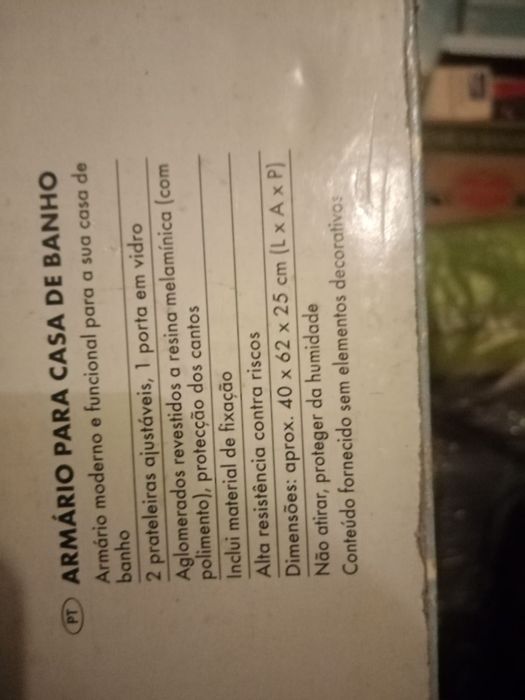 PT ARMÁRIO PARA CASA DE BANHO
Armário moderno e funcional para a sua casa de
banho
2 prateleiras ajustáveis, 1 porta em vidro
Aglomerados revestidos a resina melamínica (com
polimento), protecção dos cantos
Inclui material de fixação
Alta resistência contra riscos
Dimensões: aprox. 40 x 62 x 25 cm (L x A x P)
Não atirar, proteger da humidade
Conteúdo fornecido sem elementos decorativos